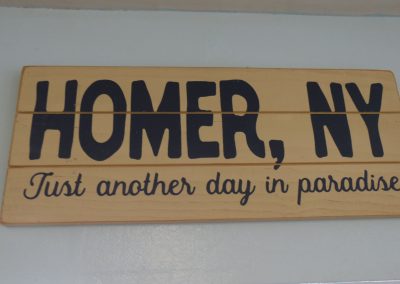 HOMER, NY
Just another day in paradise